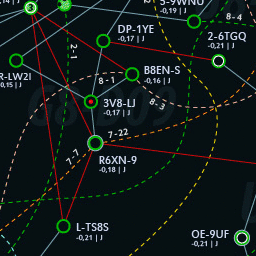 5-9WNU
-0,19 | J
8-4
DP-1YE
-0,17 | J
2-6TGQ
-0,21 | J
2-1
R-LW2I
-0,15 | J
B8EN-S
-0,16 | J
8-1
8-3
3V8-LJ
-0,17 | J
7-22
7-7
R6XN-9
-0,18 | J
L-TS8S
-0,21 | J
OE-9UF
-0,21 | J